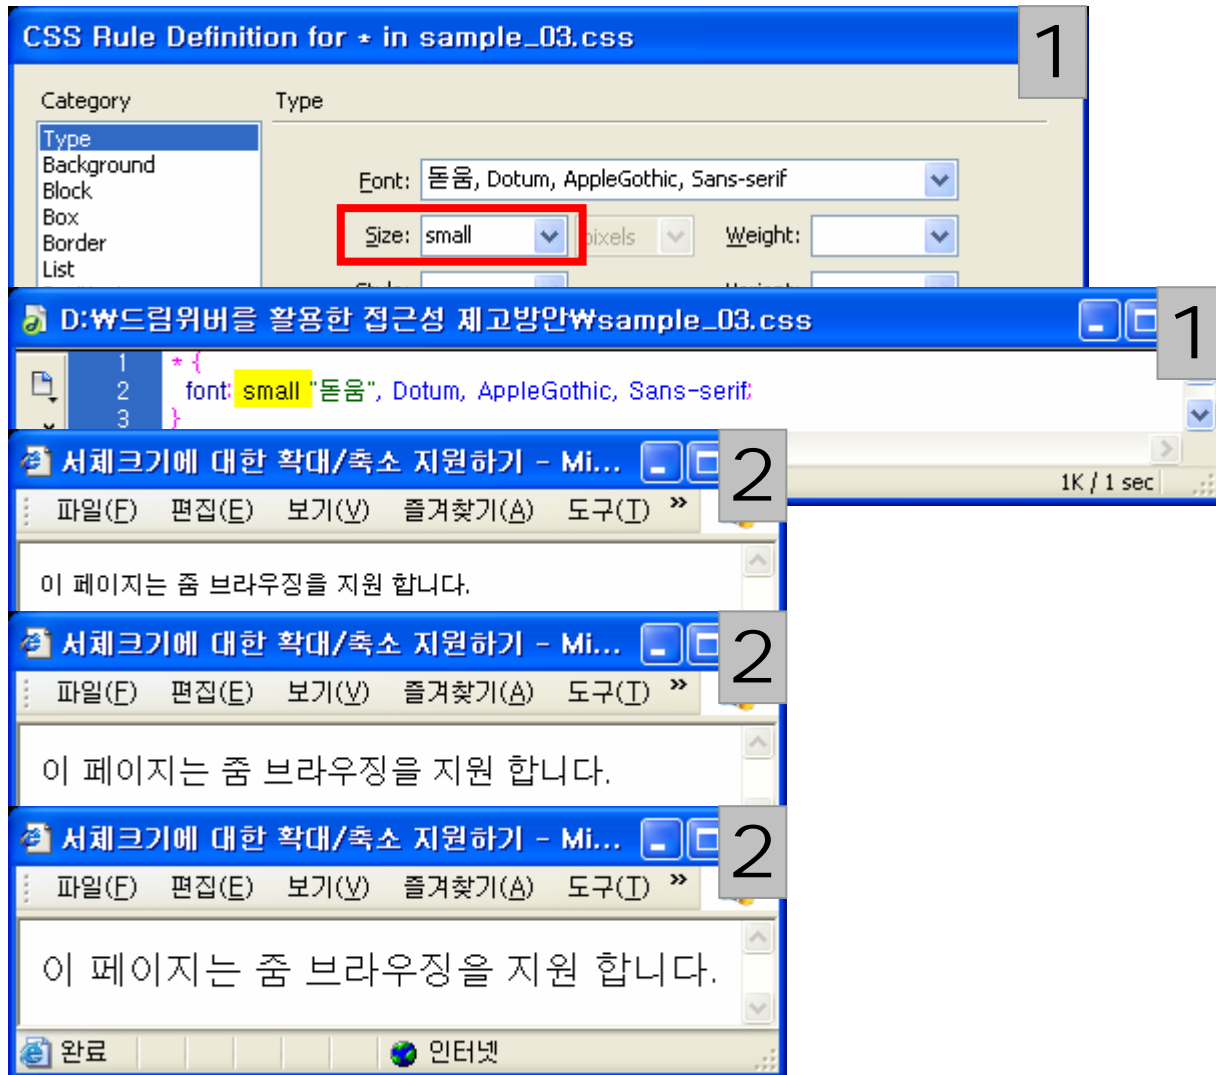 CSS Rule Definition for * in sample_03.css
1
Category
Type
Type
Background
Block
Box
Border
List
Font: 돋움, Dotum, AppleGothic, Sans-serif
Size: small pixels Weight:
D:₩드림위버를 활용한 접근성 제고방안₩sample_03.css
1
1 * {
2 font: small "돋움", Dotum, AppleGothic, Sans-serif;
3 }
1K / 1 sec
서체크기에 대한 확대/축소 지원하기 - Mi...
2
파일(F) 편집(E) 보기(V) 즐겨찾기(A) 도구(T) »
이 페이지는 줌 브라우징을 지원 합니다.
서체크기에 대한 확대/축소 지원하기 - Mi...
2
파일(F) 편집(E) 보기(V) 즐겨찾기(A) 도구(T) »
이 페이지는 줌 브라우징을 지원 합니다.
서체크기에 대한 확대/축소 지원하기 - Mi...
2
파일(F) 편집(E) 보기(V) 즐겨찾기(A) 도구(T) »
이 페이지는 줌 브라우징을 지원 합니다.
완료
인터넷